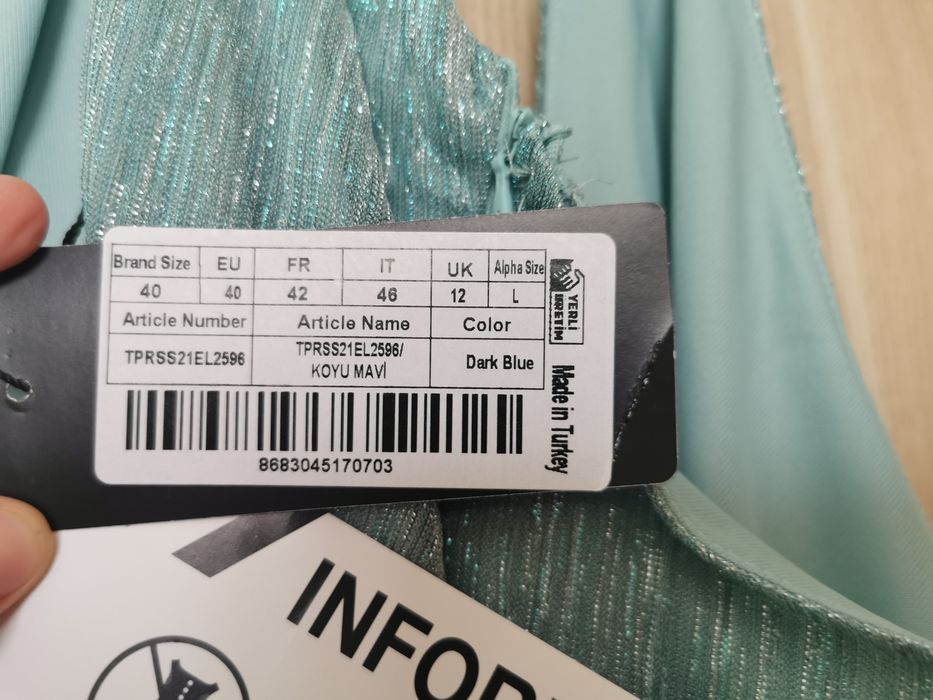 Brand Size EU FR IT UK Alpha Size
40 40 42 46 12 L
Article Number Article Name Color
TPRSS21EL2596 TPRSS21EL2596/ KOYU MAVİ Dark Blue
8683045170703
YERLİ
ÜRETİM
Made in Turkey
INFOR